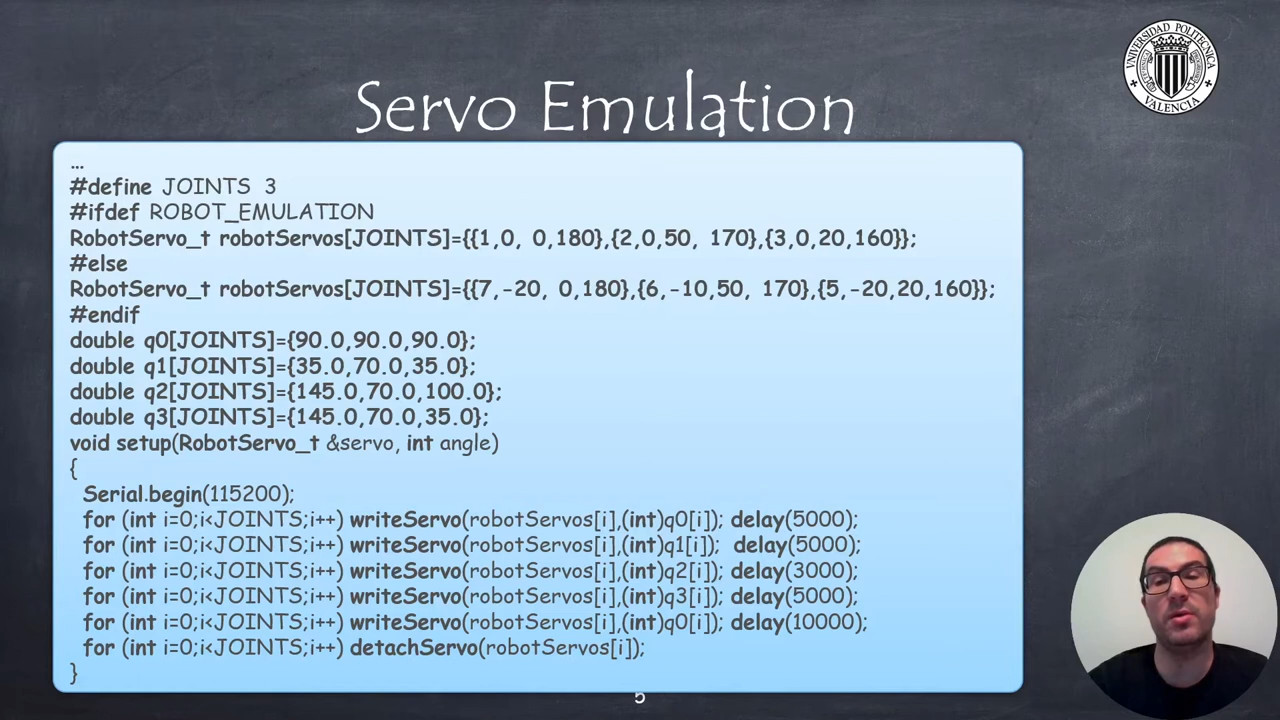 Servo Emulation
UNIVERSIDAD POLITECNICA
VALENCIA
...
#define JOINTS 3
#ifdef ROBOT_EMULATION
RobotServo_t robotServos[JOINTS]={{1,0, 0,180},{2,0,50, 170},{3,0,20,160}};
#else
RobotServo_t robotServos[JOINTS]={{7,-20, 0,180},{6,-10,50, 170},{5,-20,20,160}};
#endif
double q0[JOINTS]={90.0,90.0,90.0};
double q1[JOINTS]={35.0,70.0,35.0};
double q2[JOINTS]={145.0,70.0,100.0};
double q3[JOINTS]={145.0,70.0,35.0};
void setup(RobotServo_t &servo, int angle)
{
Serial.begin(115200);
for (int i=0;i<JOINTS;i++) writeServo(robotServos[i],(int)q0[i]); delay(5000);
for (int i=0;i<JOINTS;i++) writeServo(robotServos[i],(int)q1[i]); delay(5000);
for (int i=0;i<JOINTS;i++) writeServo(robotServos[i],(int)q2[i]); delay(3000);
for (int i=0;i<JOINTS;i++) writeServo(robotServos[i],(int)q3[i]); delay(5000);
for (int i=0;i<JOINTS;i++) writeServo(robotServos[i],(int)q0[i]); delay(10000);
for (int i=0;i<JOINTS;i++) detachServo(robotServos[i]);
}
5